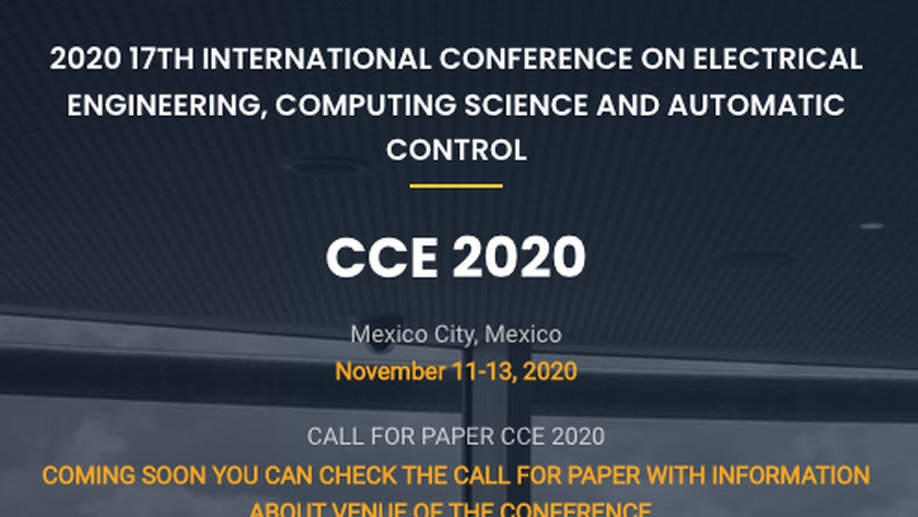 2020 17TH INTERNATIONAL CONFERENCE ON ELECTRICAL
ENGINEERING, COMPUTING SCIENCE AND AUTOMATIC
CONTROL
CCE 2020
Mexico City, Mexico
November 11-13, 2020
CALL FOR PAPER CCE 2020
COMING SOON YOU CAN CHECK THE CALL FOR PAPER WITH INFORMATION
ABOUT VENUE OF THE CONFERENCE